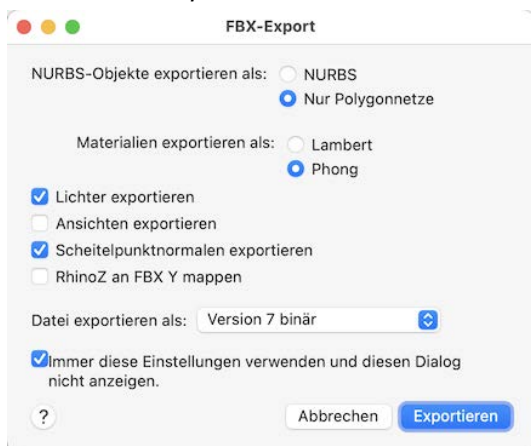 FBX-Export
NURBS-Objekte exportieren als: NURBS
Nur Polygonnetze
Materialien exportieren als: Lambert
Phong
Lichter exportieren
Ansichten exportieren
Scheitelpunktnormalen exportieren
RhinoZ an FBX Y mappen
Datei exportieren als: Version 7 binär
Immer diese Einstellungen verwenden und diesen Dialog
nicht anzeigen.
? Abbrechen Exportieren